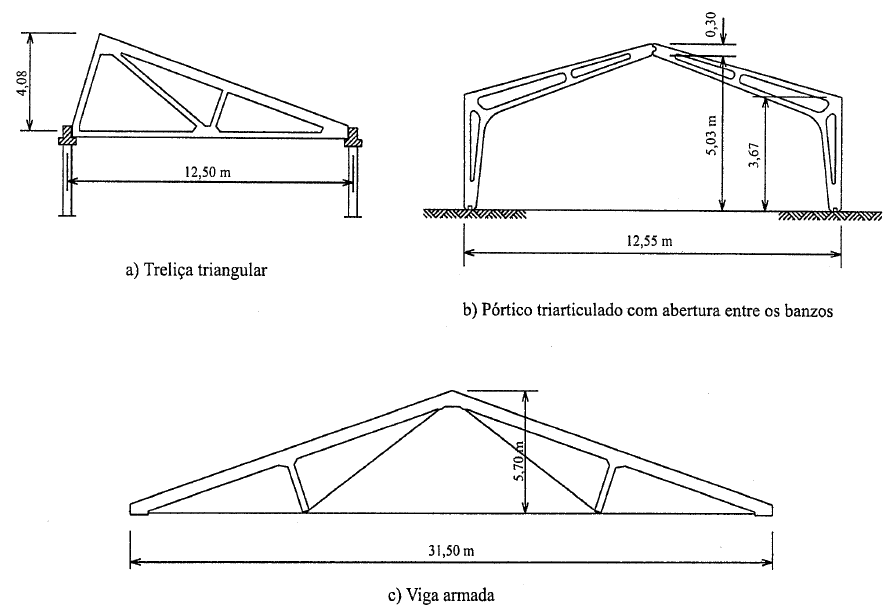 4,08
12,50 m
a) Treliça triangular
0,30
5,03 m
3,67
12,55 m
b) Pórtico triarticulado com abertura entre os banzos
5,70 m
31,50 m
c) Viga armada